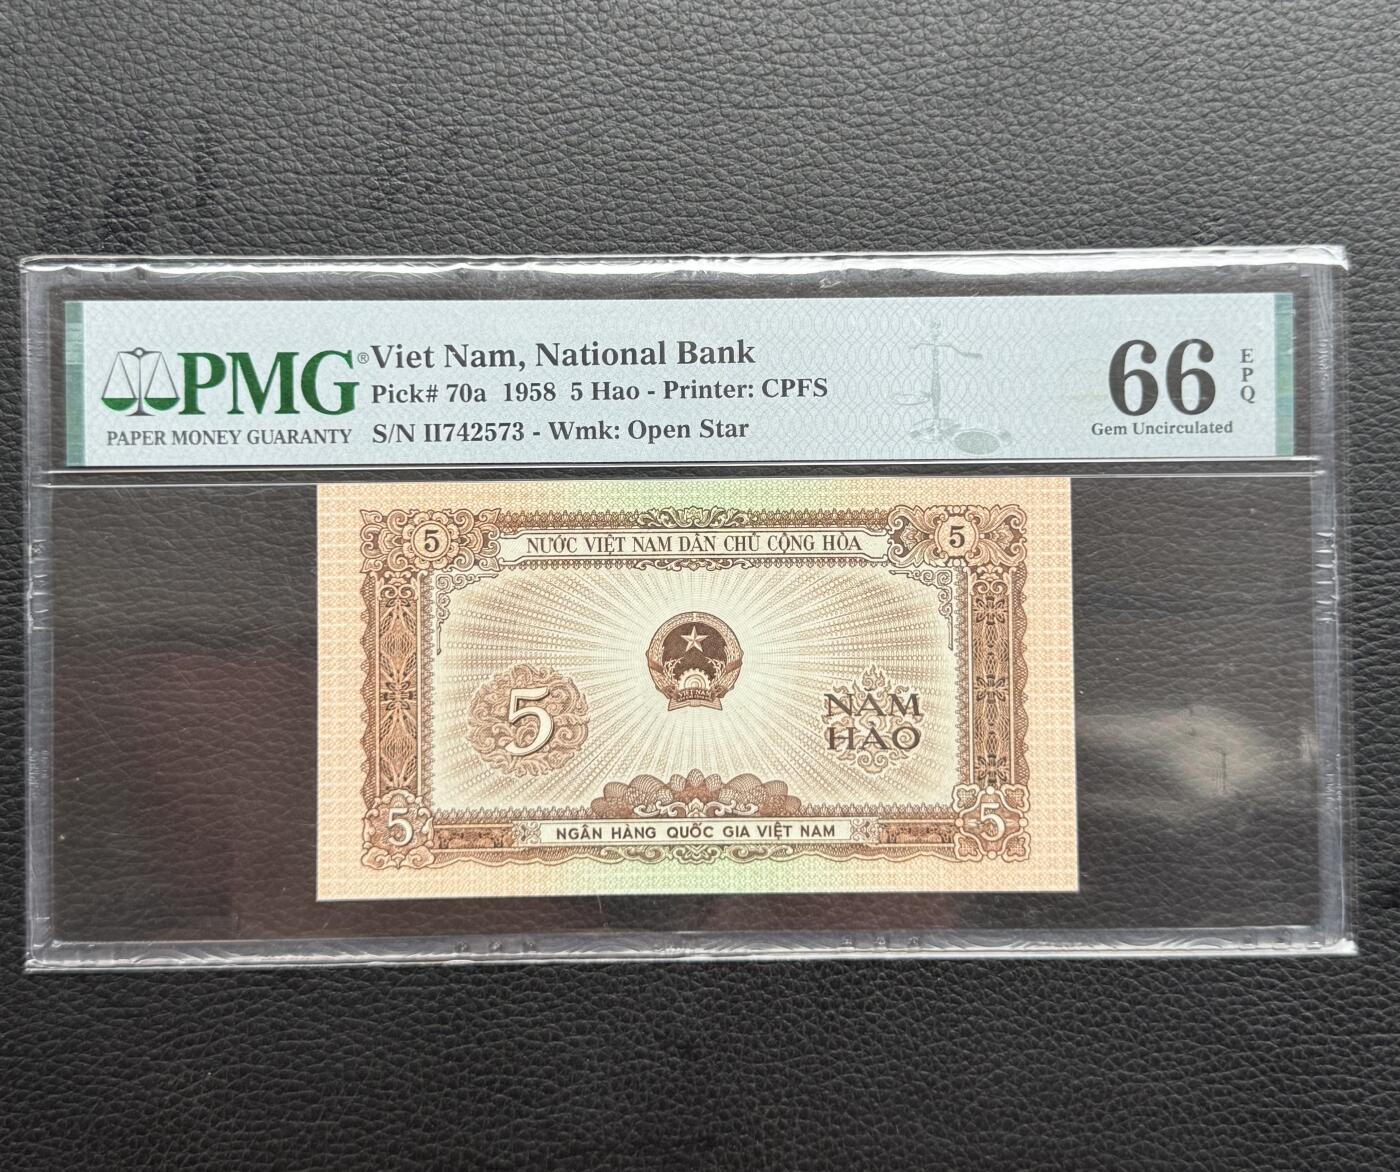 PMG®
PAPER MONEY GUARANTY
Viet Nam, National Bank
Pick# 70a 1958 5 Hao - Printer: CPFS
S/N II742573 - Wmk: Open Star
66
EPQ
Gem Uncirculated
5
NƯỚC VIỆT NAM DÂN CHỦ CỘNG HÒA
5
VIỆT NAM
5
NĂM
HÀO
5
NGÂN HÀNG QUỐC GIA VIỆT NAM
5